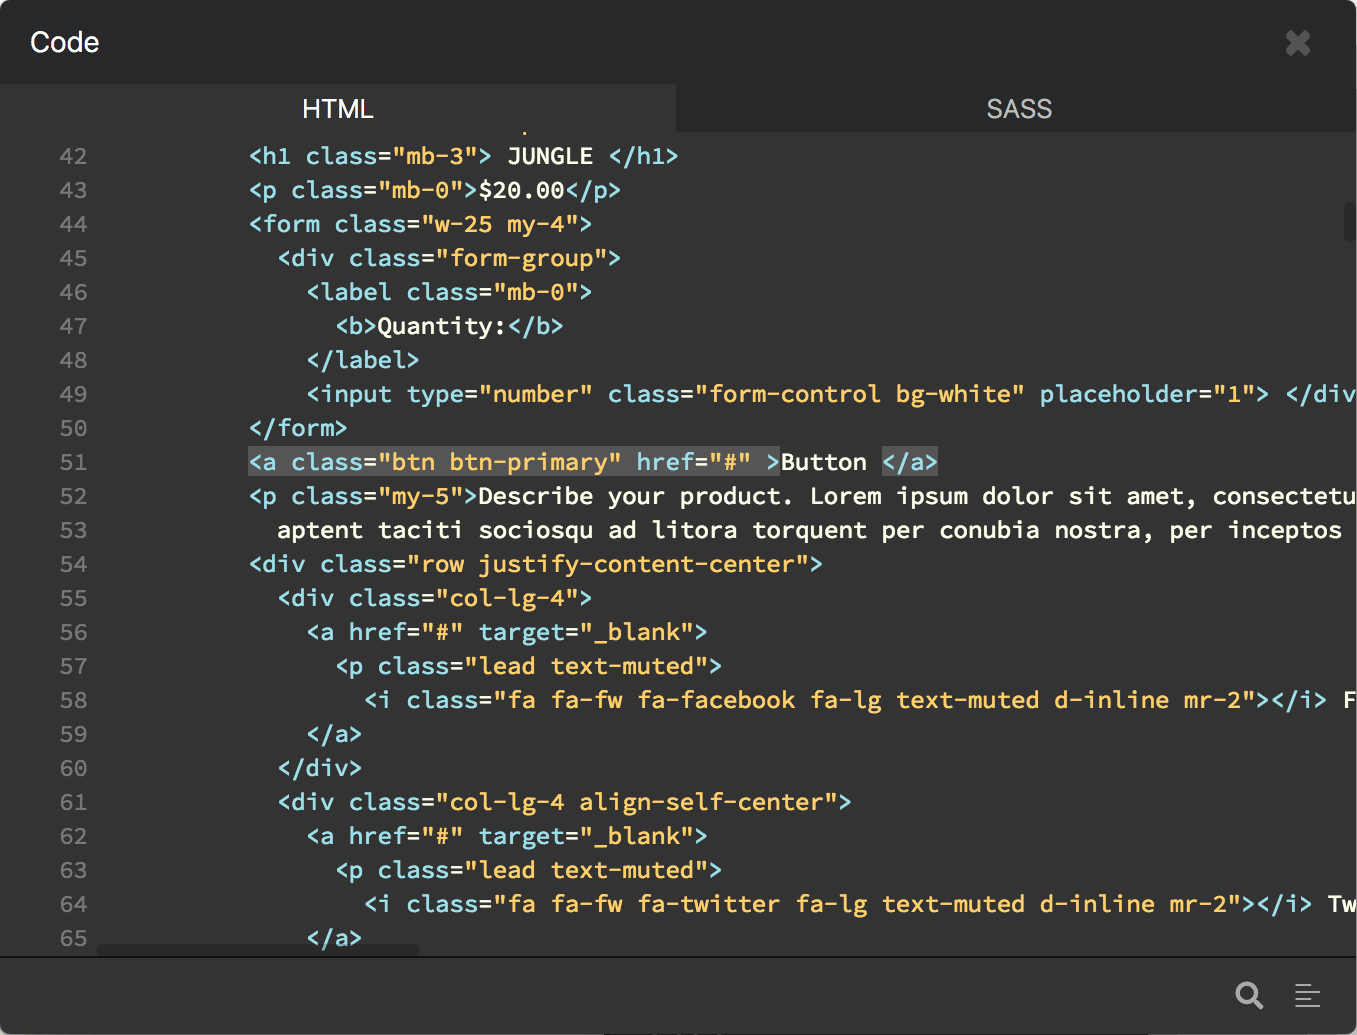 Code
HTML SASS
42 <h1 class="mb-3"> JUNGLE </h1>
43 <p class="mb-0">$20.00</p>
44 <form class="w-25 my-4">
45 <div class="form-group">
46 <label class="mb-0">
47 <b>Quantity:</b>
48 </label>
49 <input type="number" class="form-control bg-white" placeholder="1"> </div
50 </form>
51 <a class="btn btn-primary" href="#" >Button </a>
52 <p class="my-5">Describe your product. Lorem ipsum dolor sit amet, consectetu
53 aptent taciti sociosqu ad litora torquent per conubia nostra, per inceptos
54 <div class="row justify-content-center">
55 <div class="col-lg-4">
56 <a href="#" target="_blank">
57 <p class="lead text-muted">
58 <i class="fa fa-fw fa-facebook fa-lg text-muted d-inline mr-2"></i> F
59 </a>
60 </div>
61 <div class="col-lg-4 align-self-center">
62 <a href="#" target="_blank">
63 <p class="lead text-muted">
64 <i class="fa fa-fw fa-twitter fa-lg text-muted d-inline mr-2"></i> Tw
65 </a>